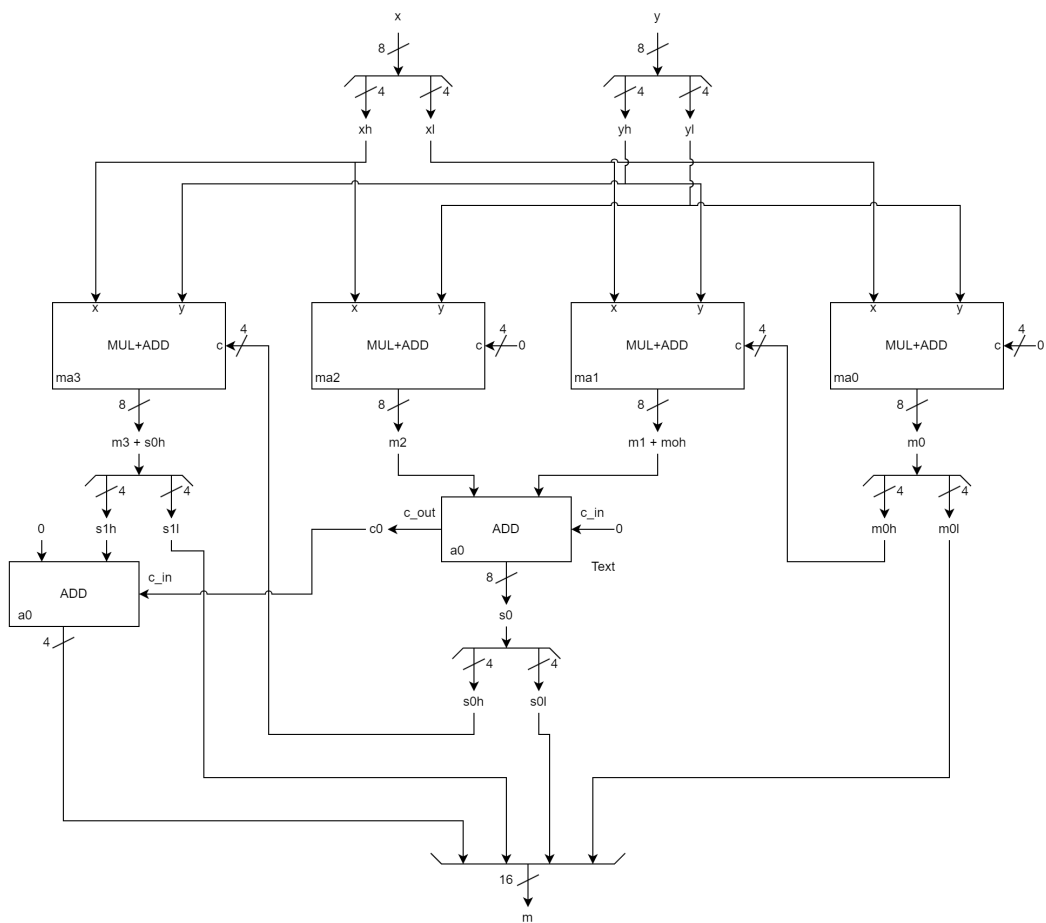 x
y
8
8
4
4
4
4
xh
xl
yh
yl
x
y
x
y
x
y
x
y
4
4
4
4
MUL+ADD
c
MUL+ADD
c
0
MUL+ADD
c
MUL+ADD
c
0
ma3
ma2
ma1
ma0
8
8
8
8
m3 + s0h
m2
m1 + moh
m0
4
4
4
4
c_out
c_in
0
s1h
s1l
c0
ADD
0
m0h
m0l
a0
Text
c_in
8
ADD
a0
s0
4
4
4
s0h
s0l
16
m